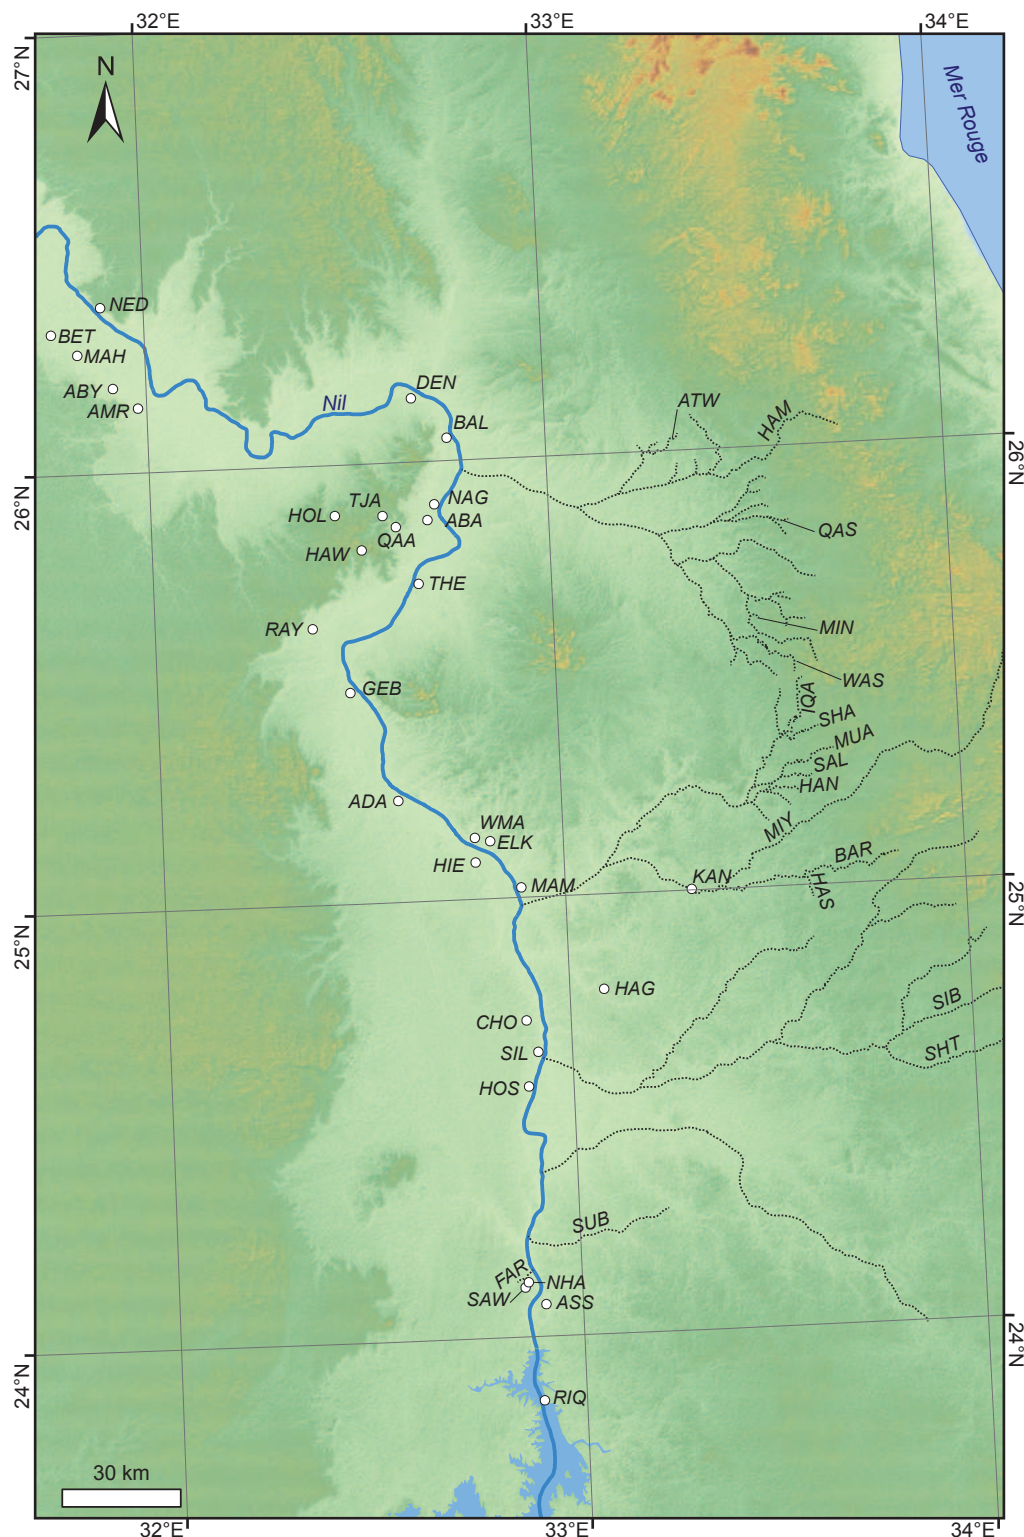 32°E
33°E
34°E
27°N
N
Mer Rouge
NED
BET
MAH
ABY
AMR
Nil
DEN
BAL
ATW
HAM
26°N
26°N
TJA
NAG
HOL
ABA
QAA
HAW
QAS
THE
RAY
MIN
WAS
GEB
IQA
SHA
MUA
SAL
HAN
ADA
WMA
ELK
MIY
HIE
BAR
MAM
KAN
HAS
25°N
25°N
HAG
SIB
CHO
SIL
SHT
HOS
SUB
FAR
NHA
SAW
ASS
24°N
24°N
RIQ
30 km
32°E
33°E
34°E